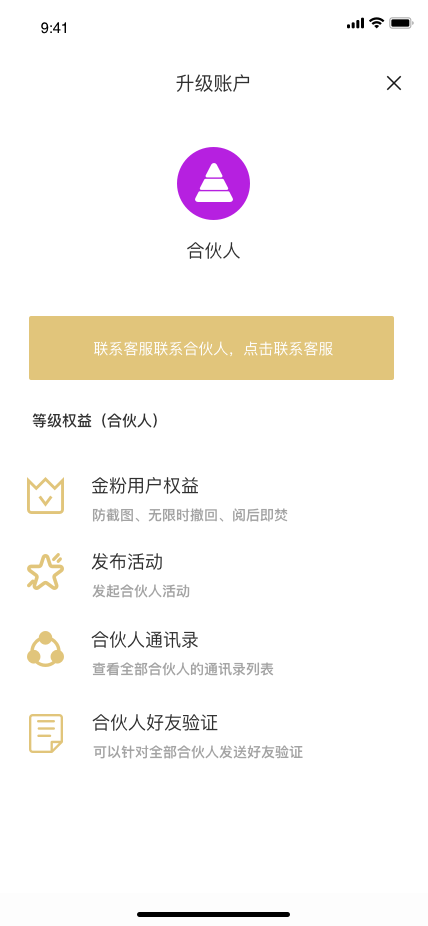 9:41
升级账户
合伙人
联系客服联系合伙人，点击联系客服
等级权益（合伙人）
金粉用户权益
防截图、无限时撤回、阅后即焚
发布活动
发起合伙人活动
合伙人通讯录
查看全部合伙人的通讯录列表
合伙人好友验证
可以针对全部合伙人发送好友验证